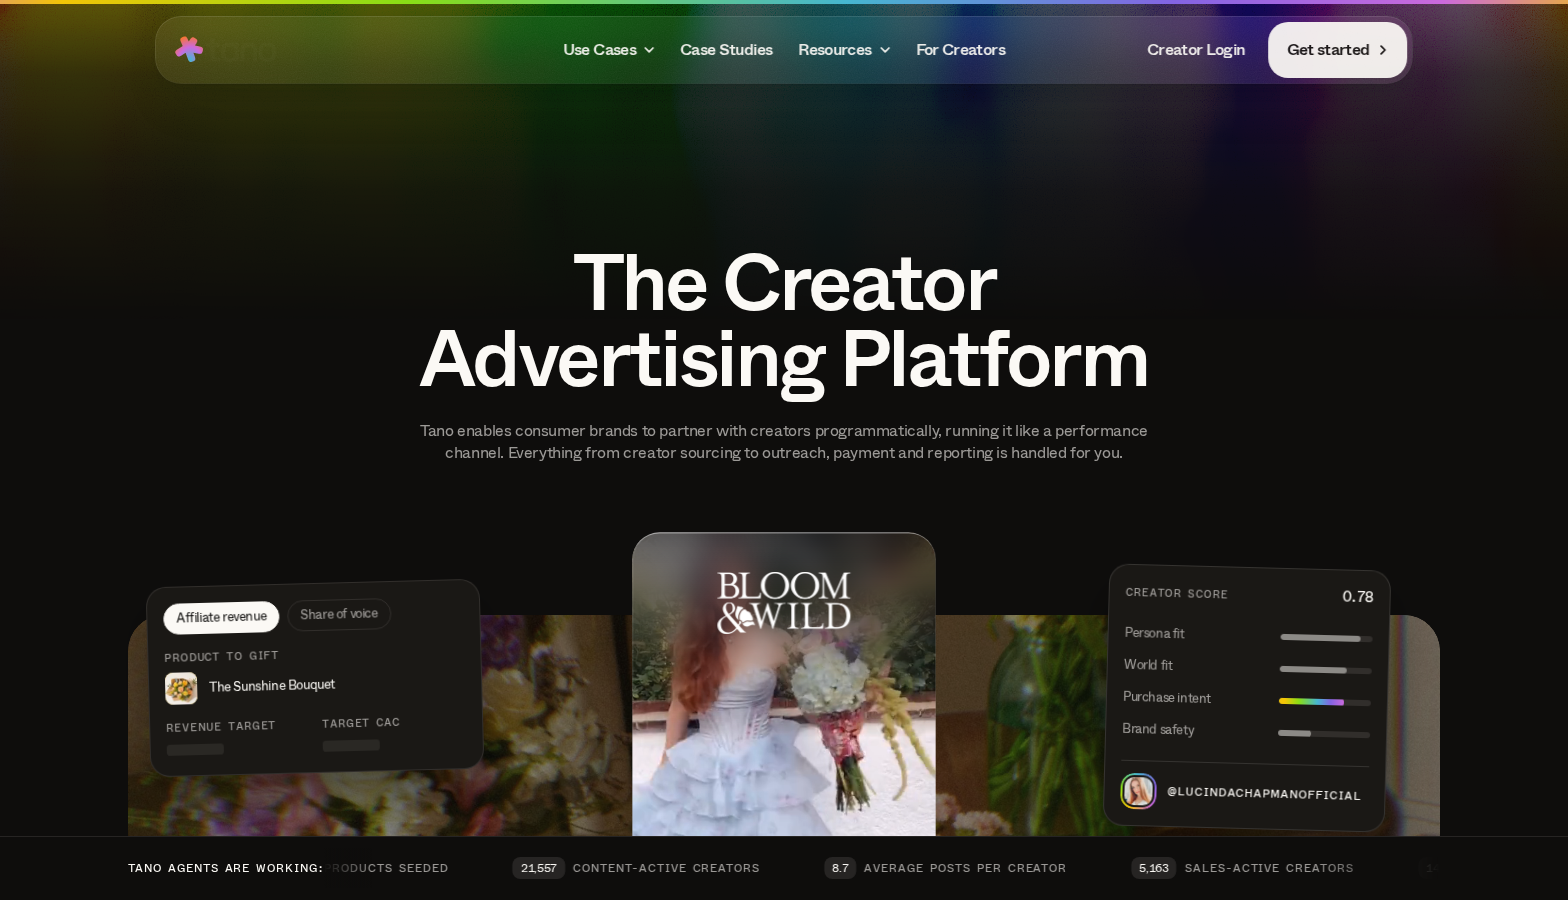 tano
Use Cases
Case Studies
Resources
For Creators
Creator Login
Get started
The Creator
Advertising Platform
Tano enables consumer brands to partner with creators programmatically, running it like a performance
channel. Everything from creator sourcing to outreach, payment and reporting is handled for you.
BLOOM
&WILD
Affiliate revenue
Share of voice
PRODUCT TO GIFT
The Sunshine Bouquet
REVENUE TARGET
TARGET CAC
CREATOR SCORE
0.78
Persona fit
World fit
Purchase intent
Brand safety
@LUCINDACHAPMANOFFICIAL
TANO AGENTS ARE WORKING:
PRODUCTS SEEDED
21,557 CONTENT-ACTIVE CREATORS
8.7 AVERAGE POSTS PER CREATOR
5,163 SALES-ACTIVE CREATORS